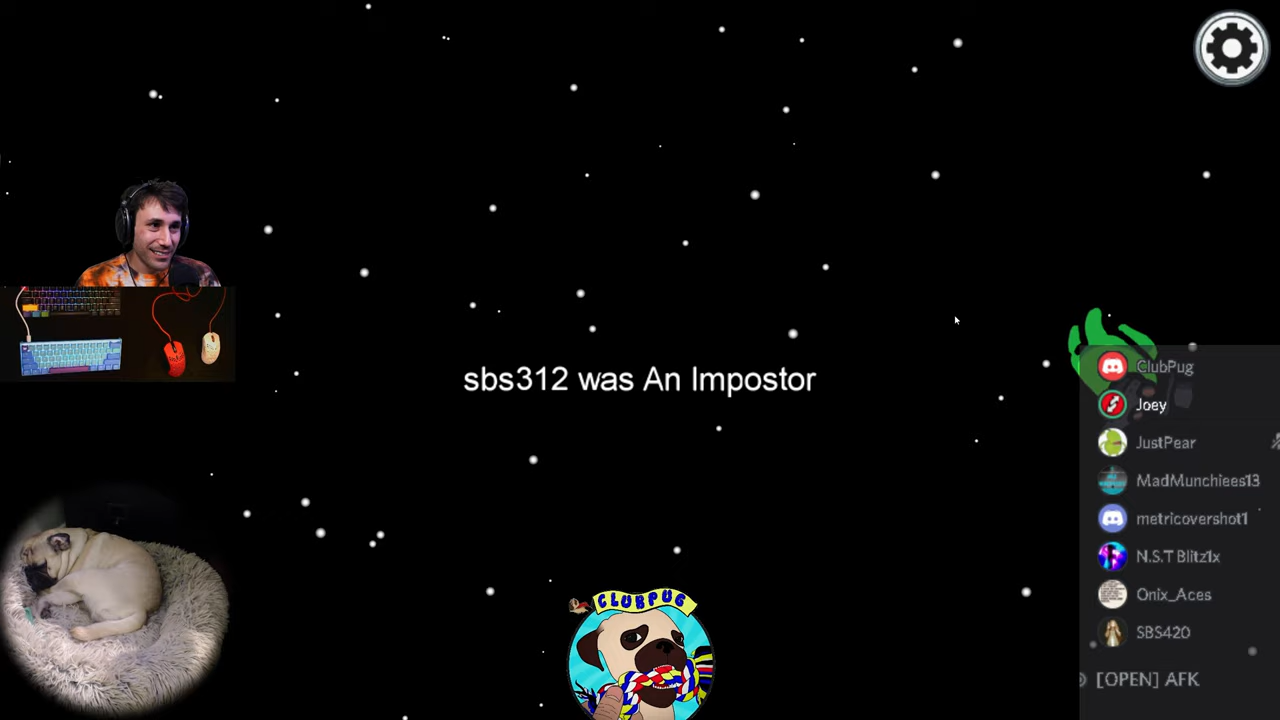 sbs312 was An Impostor
ClubPug
Joey
JustPear
MadMunchiees13
metricovershot1
N.S.T Blitz1x
Onix_Aces
SBS420
[OPEN] AFK
CLUBPUG